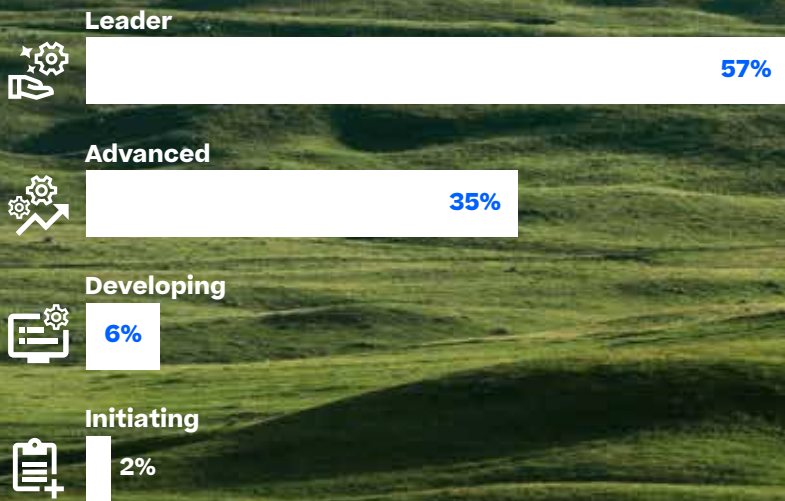 Leader
57%
Advanced
35%
Developing
6%
Initiating
2%